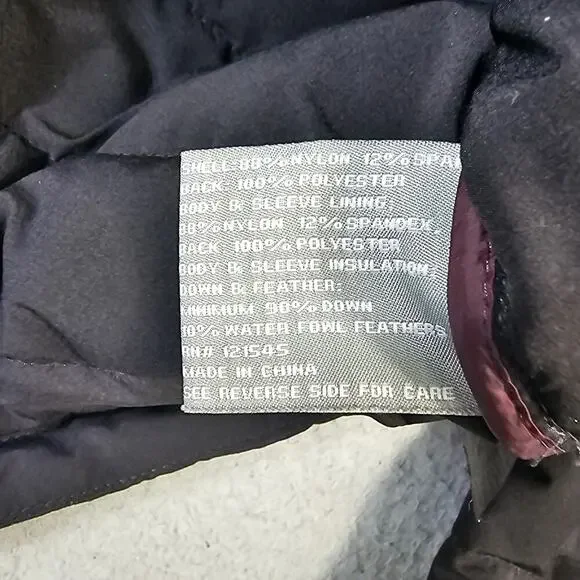 SHELL: 88% NYLON 12% SPA
BACK: 100% POLYESTER
BODY & SLEEVE LINING
88% NYLON 12% SPANDEX.
BACK: 100% POLYESTER
BODY & SLEEVE INSULATION:
DOWN & FEATHER:
MINIMUM 90% DOWN
10% WATER FOWL FEATHERS
RN# 121545
MADE IN CHINA
SEE REVERSE SIDE FOR CARE